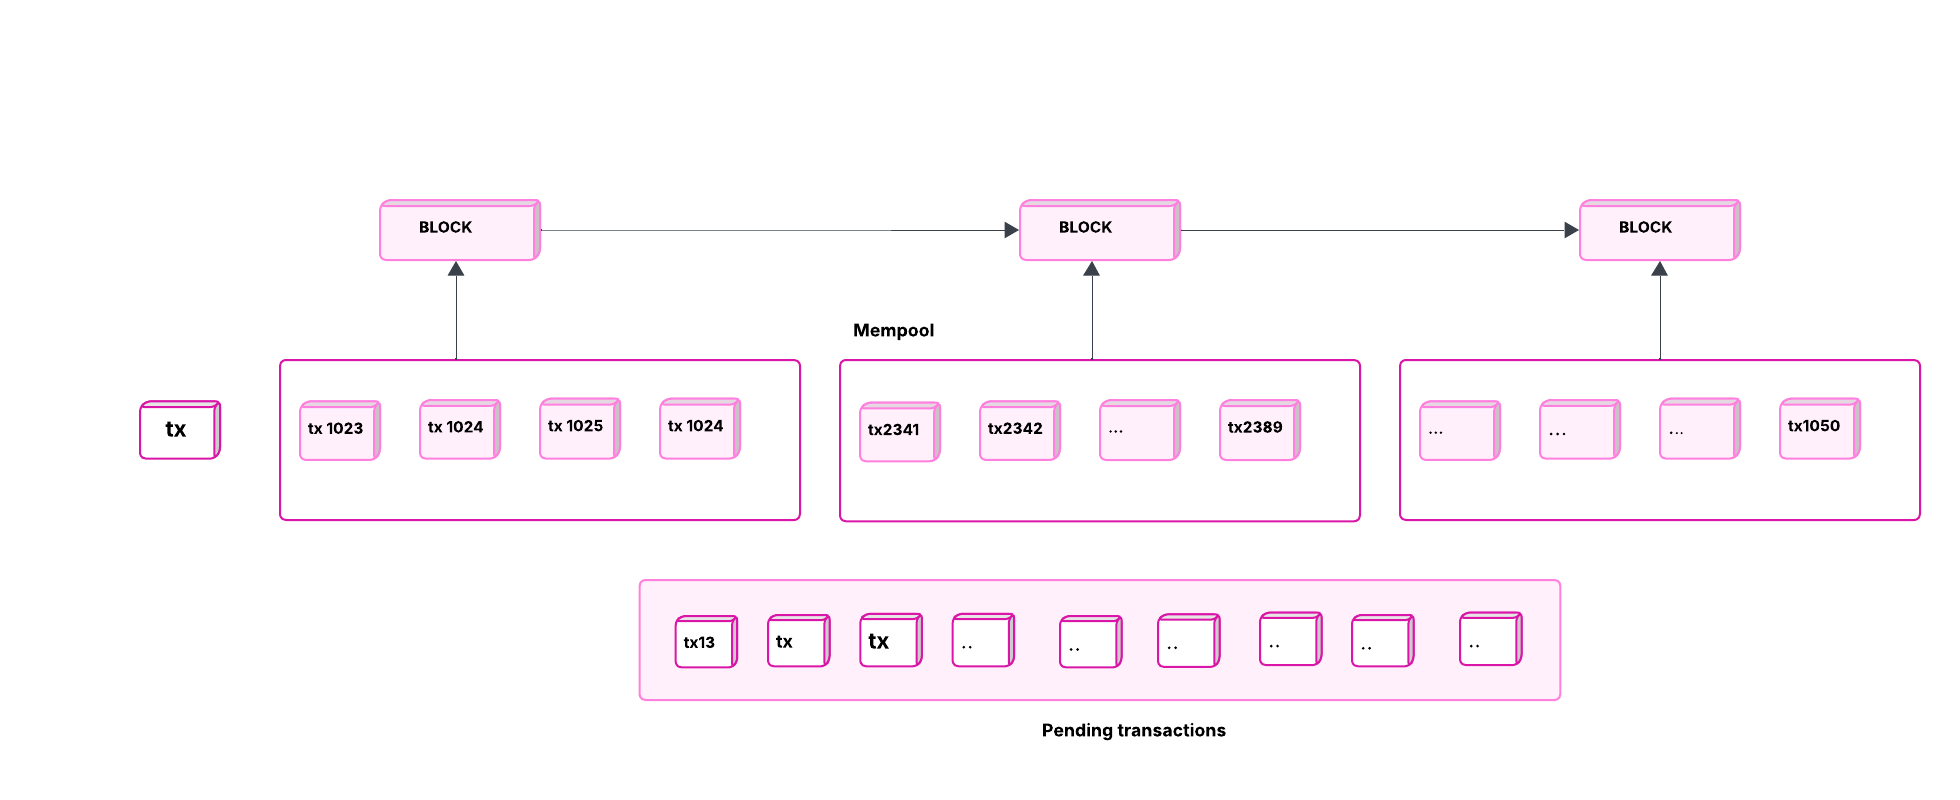 BLOCK
BLOCK
BLOCK
Mempool
tx
tx 1023
tx 1024
tx 1025
tx 1024
tx2341
tx2342
...
tx2389
...
...
...
tx1050
tx13
tx
tx
..
..
..
..
..
..
Pending transactions